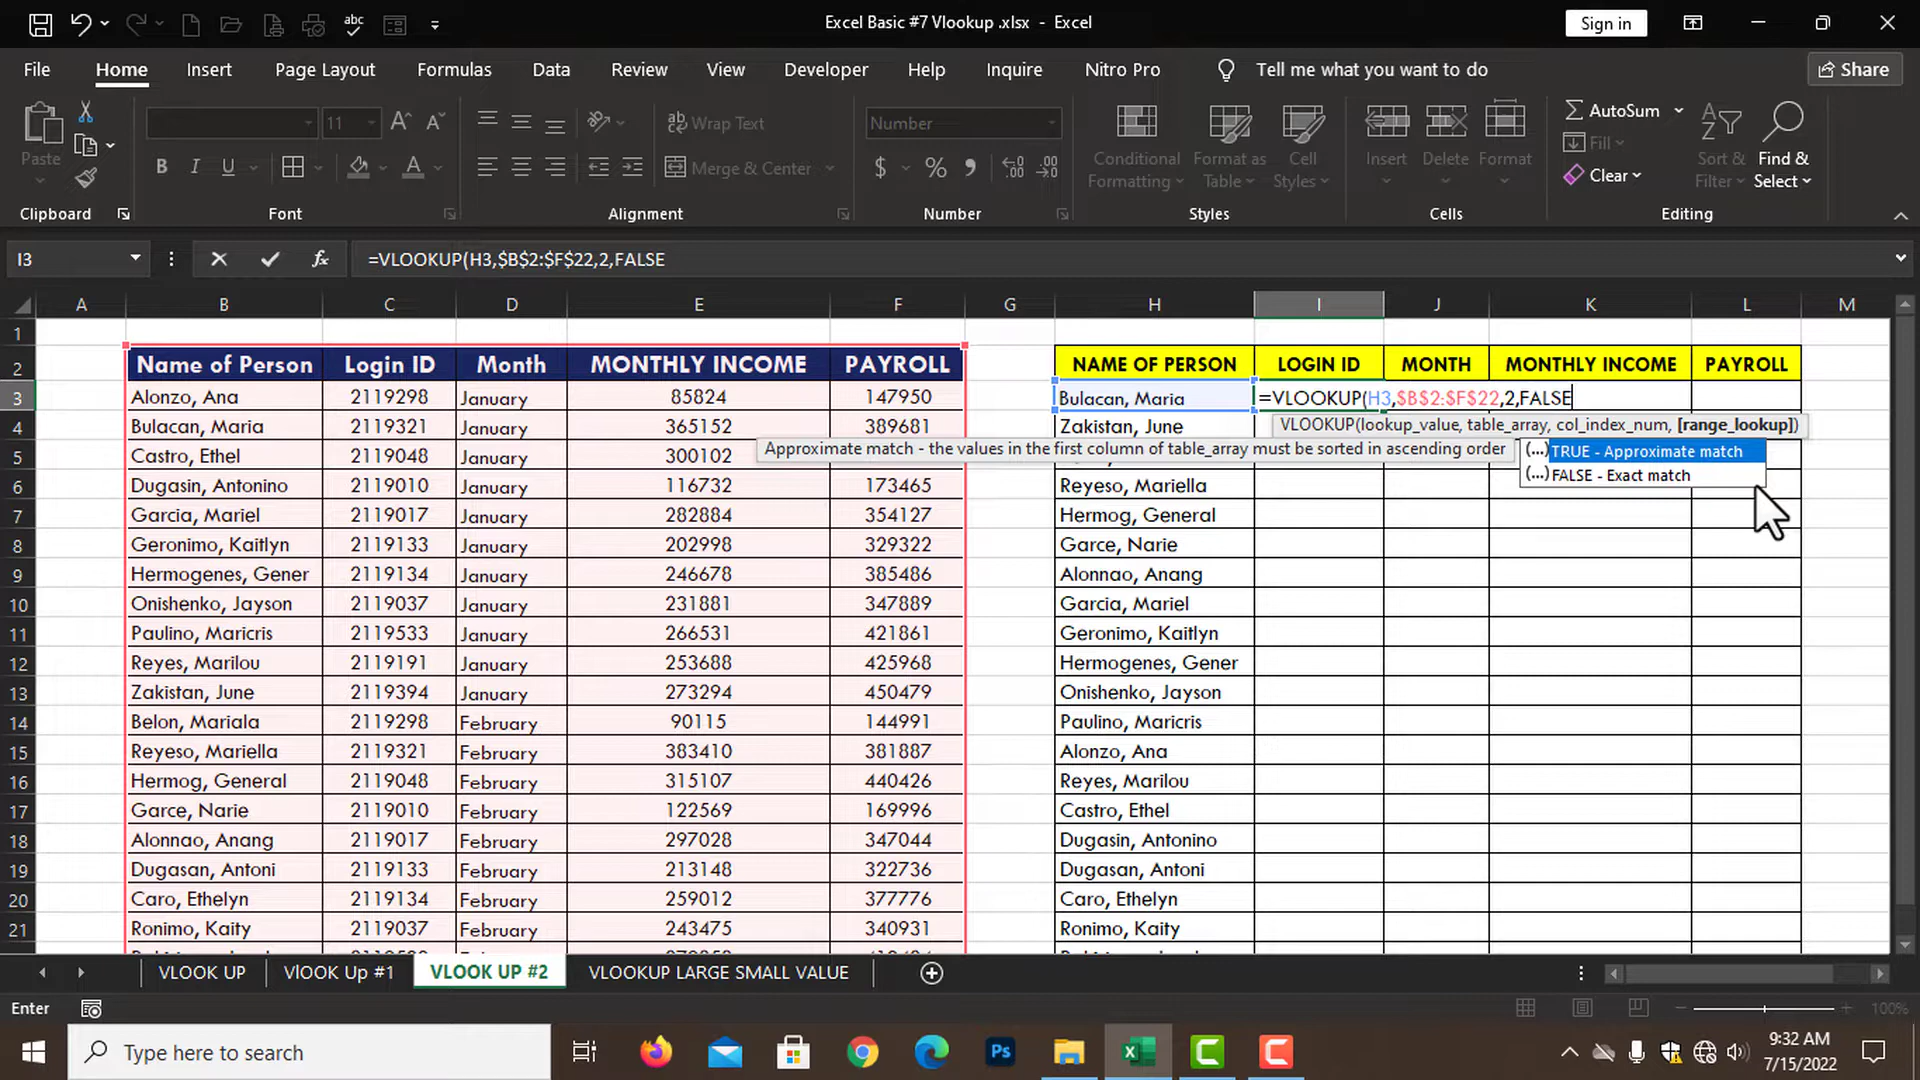 abc
Excel Basic #7 Vlookup .xlsx - Excel
Sign in
File Home Insert Page Layout Formulas Data Review View Developer Help Inquire Nitro Pro Tell me what you want to do Share
Paste
11
Wrap Text
Merge & Center
Number
Conditional Formatting
Format as Table
Cell Styles
Insert
Delete
Format
AutoSum
Fill
Clear
Sort & Filter
Find & Select
Clipboard Font Alignment Number Styles Cells Editing
I3 fx =VLOOKUP(H3,$B$2:$F$22,2,FALSE
A B C D E F G H I J K L M
1
2 Name of Person Login ID Month MONTHLY INCOME PAYROLL NAME OF PERSON LOGIN ID MONTH MONTHLY INCOME PAYROLL
3 Alonzo, Ana 2119298 January 85824 147950 Bulacan, Maria =VLOOKUP(H3,$B$2:$F$22,2,FALSE
4 Bulacan, Maria 2119321 January 365152 389681 Zakistan, June VLOOKUP(lookup_value, table_array, col_index_num, [range_lookup])
5 Castro, Ethel 2119048 January 300102 Approximate match - the values in the first column of table_array must be sorted in ascending order (...) TRUE - Approximate match
(...) FALSE - Exact match
6 Dugasin, Antonino 2119010 January 116732 173465 Reyeso, Mariella
7 Garcia, Mariel 2119017 January 282884 354127 Hermog, General
8 Geronimo, Kaitlyn 2119133 January 202998 329322 Garce, Narie
9 Hermogenes, Gener 2119134 January 246678 385486 Alonnao, Anang
10 Onishenko, Jayson 2119037 January 231881 347889 Garcia, Mariel
11 Paulino, Maricris 2119533 January 266531 421861 Geronimo, Kaitlyn
12 Reyes, Marilou 2119191 January 253688 425968 Hermogenes, Gener
13 Zakistan, June 2119394 January 273294 450479 Onishenko, Jayson
14 Belon, Mariala 2119298 February 90115 144991 Paulino, Maricris
15 Reyeso, Mariella 2119321 February 383410 381887 Alonzo, Ana
16 Hermog, General 2119048 February 315107 440426 Reyes, Marilou
17 Garce, Narie 2119010 February 122569 169996 Castro, Ethel
18 Alonnao, Anang 2119017 February 297028 347044 Dugasin, Antonino
19 Dugasan, Antoni 2119133 February 213148 322736 Dugasan, Antoni
20 Caro, Ethelyn 2119134 February 259012 377776 Caro, Ethelyn
21 Ronimo, Kaity 2119037 February 243475 340931 Ronimo, Kaity
VLOOK UP VlOOK Up #1 VLOOK UP #2 VLOOKUP LARGE SMALL VALUE
Enter 100%
Type here to search
Ps
9:32 AM
7/15/2022